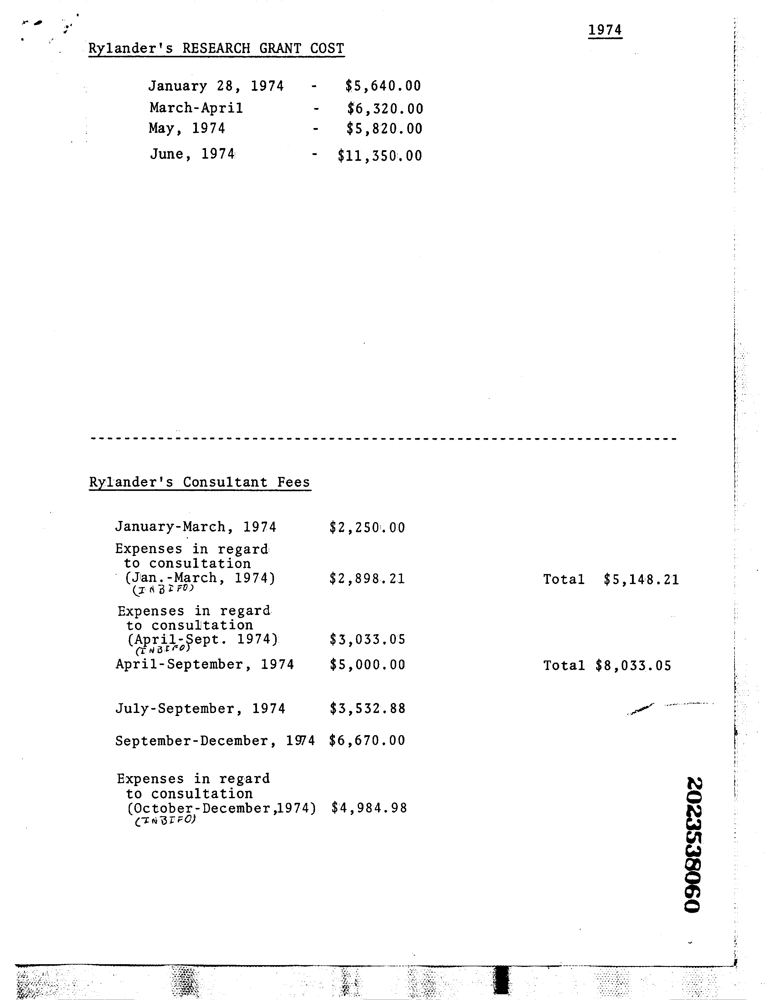 1974
Rylander's RESEARCH GRANT COST
January 28, 1974 - $5,640.00
March-April - $6,320.00
May, 1974 - $5,820.00
June, 1974 - $11,350.00
Rylander's Consultant Fees
January-March, 1974 $2,250.00
Expenses in regard
to consultation
(Jan.-March, 1974) $2,898.21 Total $5,148.21
(INBIFO)
Expenses in regard
to consultation
(April-Sept. 1974) $3,033.05
(INBIFO)
April-September, 1974 $5,000.00 Total $8,033.05
July-September, 1974 $3,532.88
September-December, 1974 $6,670.00
Expenses in regard
to consultation
(October-December,1974) $4,984.98
(INBIFO)
2023538060